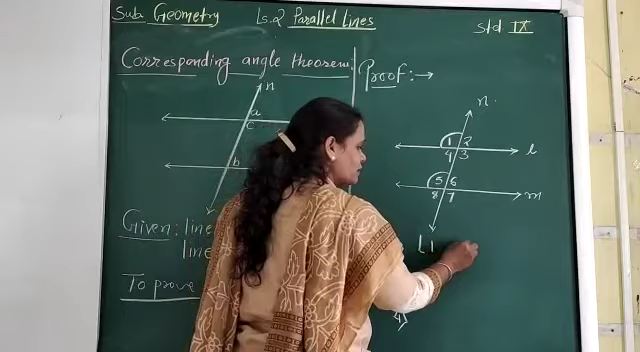 Sub Geometry Ls.2 Parallel Lines std IX
Corresponding angle theorem:
Proof:→
n
a
c
b
n
1 2
4 3
l
5 6
8 7
m
Given: line
line
∠1
To prove